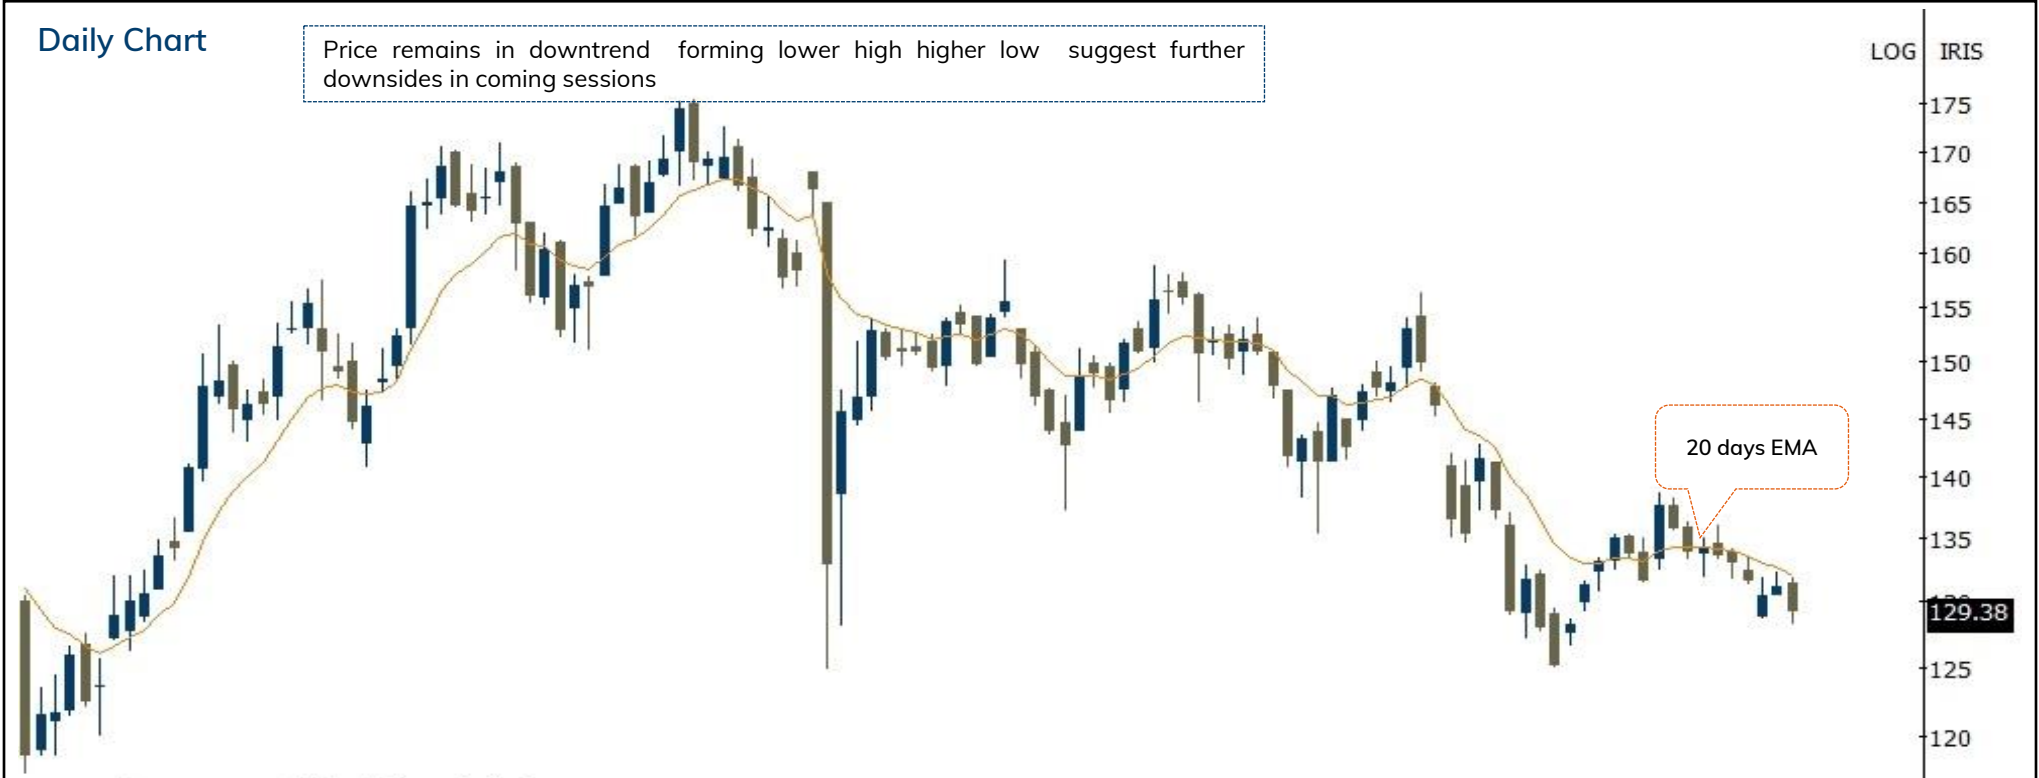 Daily Chart
Price remains in downtrend forming lower high higher low suggest further
downsides in coming sessions
LOG IRIS
175
170
165
160
155
150
145
20 days EMA
140
135
129.38
125
120